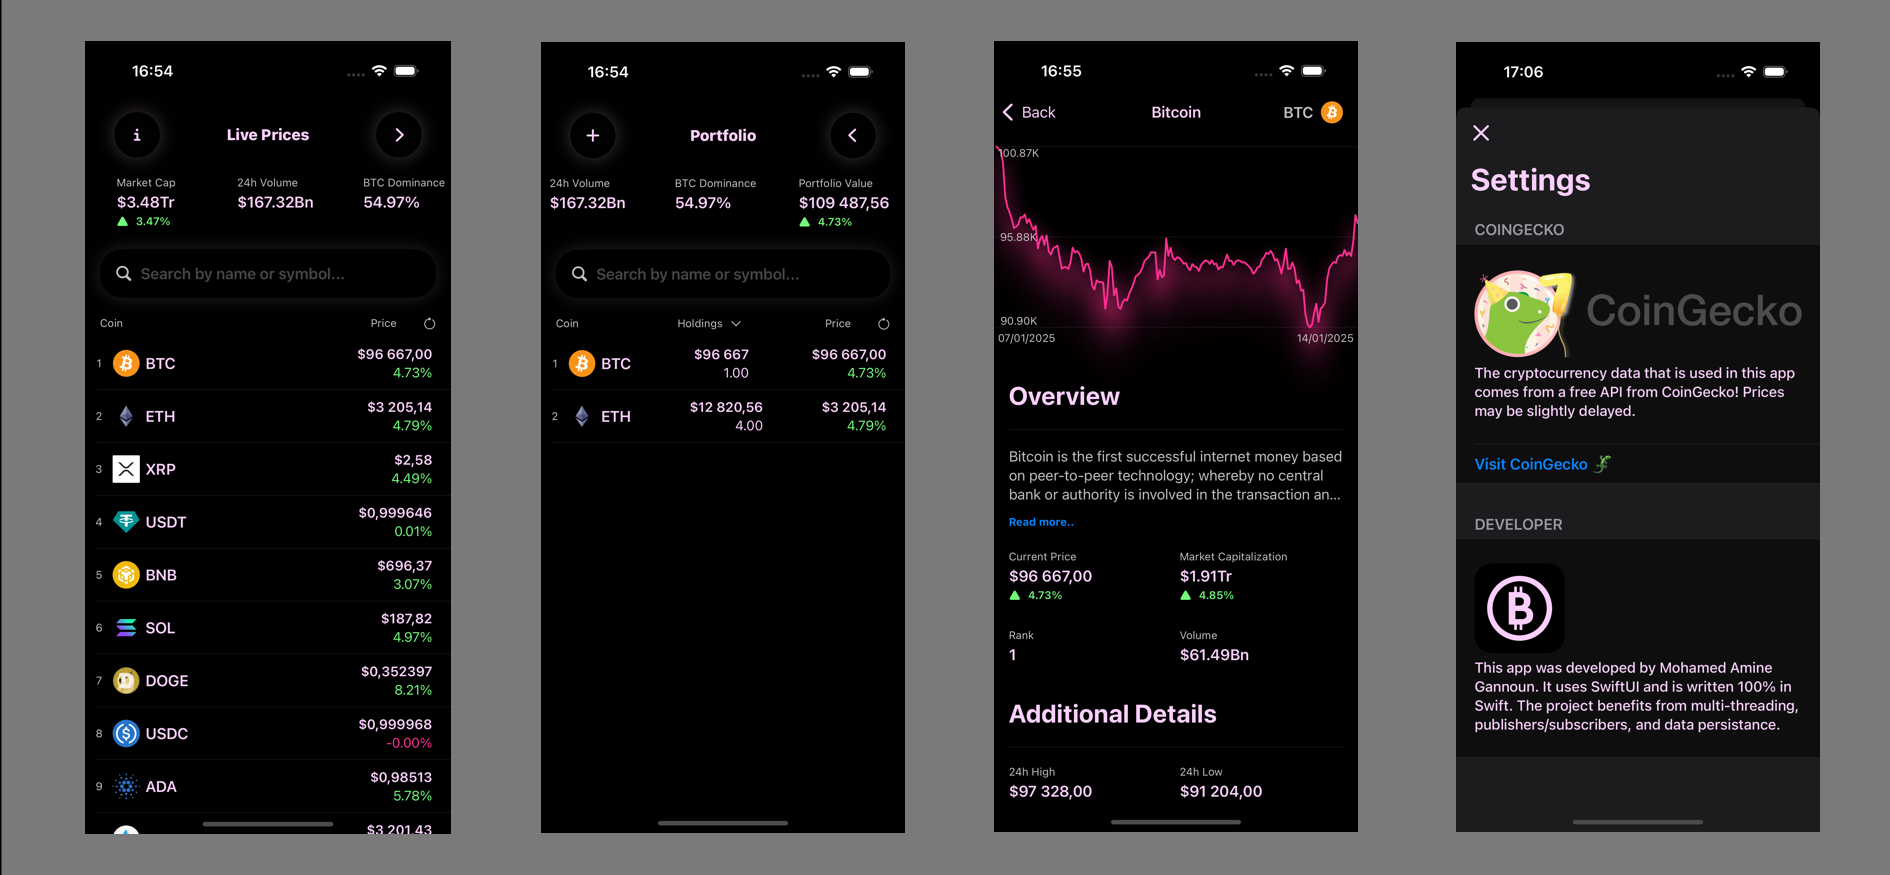 16:54
Live Prices
Market Cap 24h Volume BTC Dominance
$3.48Tr $167.32Bn 54.97%
3.47%
Search by name or symbol...
Coin Price
1 BTC $96 667,00
4.73%
2 ETH $3 205,14
4.79%
3 XRP $2,58
4.49%
4 USDT $0,999646
0.01%
5 BNB $696,37
3.07%
6 SOL $187,82
4.97%
7 DOGE $0,352397
8.21%
8 USDC $0,999968
-0.00%
9 ADA $0,98513
5.78%
$3 201,43
16:54
Portfolio
24h Volume BTC Dominance Portfolio Value
$167.32Bn 54.97% $109 487,56
4.73%
Search by name or symbol...
Coin Holdings Price
1 BTC $96 667 $96 667,00
1.00 4.73%
2 ETH $12 820,56 $3 205,14
4.00 4.79%
16:55
Back Bitcoin BTC
100.87K
95.88K
90.90K
07/01/2025 14/01/2025
Overview
Bitcoin is the first successful internet money based
on peer-to-peer technology; whereby no central
bank or authority is involved in the transaction an...
Read more..
Current Price Market Capitalization
$96 667,00 $1.91Tr
4.73% 4.85%
Rank Volume
1 $61.49Bn
Additional Details
24h High 24h Low
$97 328,00 $91 204,00
17:06
Settings
COINGECKO
CoinGecko
The cryptocurrency data that is used in this app
comes from a free API from CoinGecko! Prices
may be slightly delayed.
Visit CoinGecko 🦎
DEVELOPER
This app was developed by Mohamed Amine
Gannoun. It uses SwiftUI and is written 100% in
Swift. The project benefits from multi-threading,
publishers/subscribers, and data persistance.